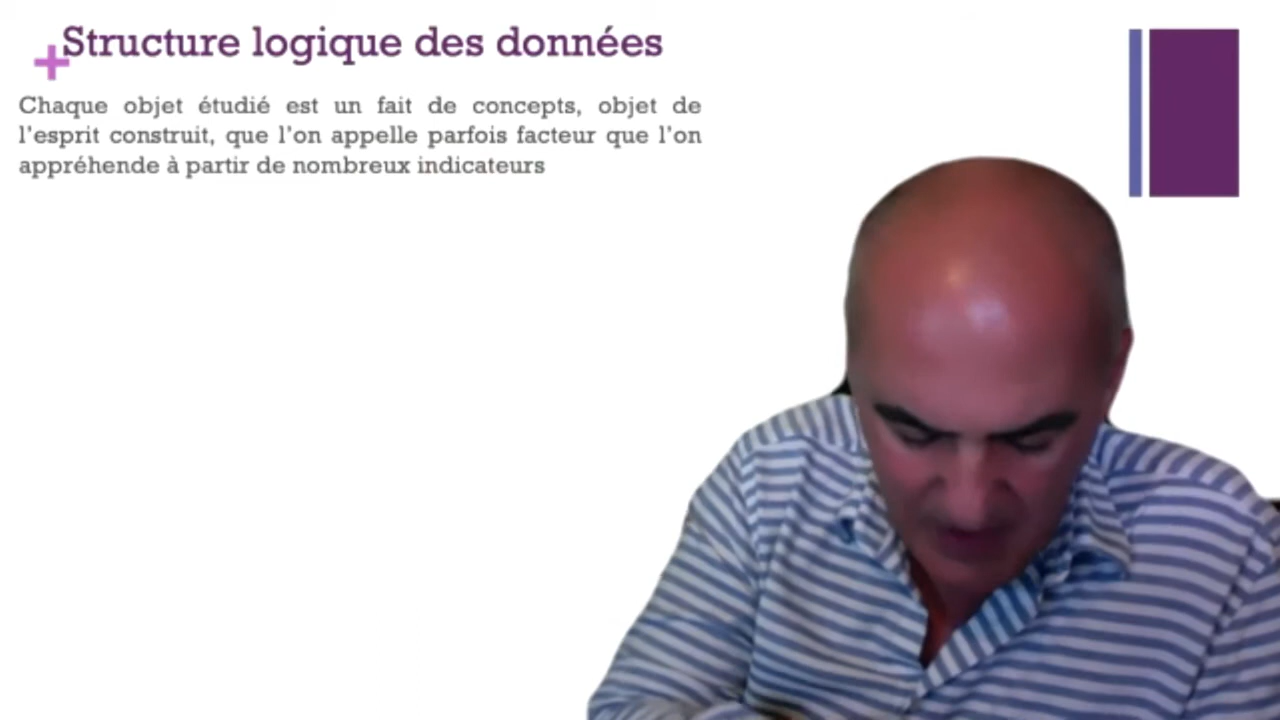 Structure logique des données
Chaque objet étudié est un fait de concepts, objet de
l'esprit construit, que l'on appelle parfois facteur que l'on
appréhende à partir de nombreux indicateurs